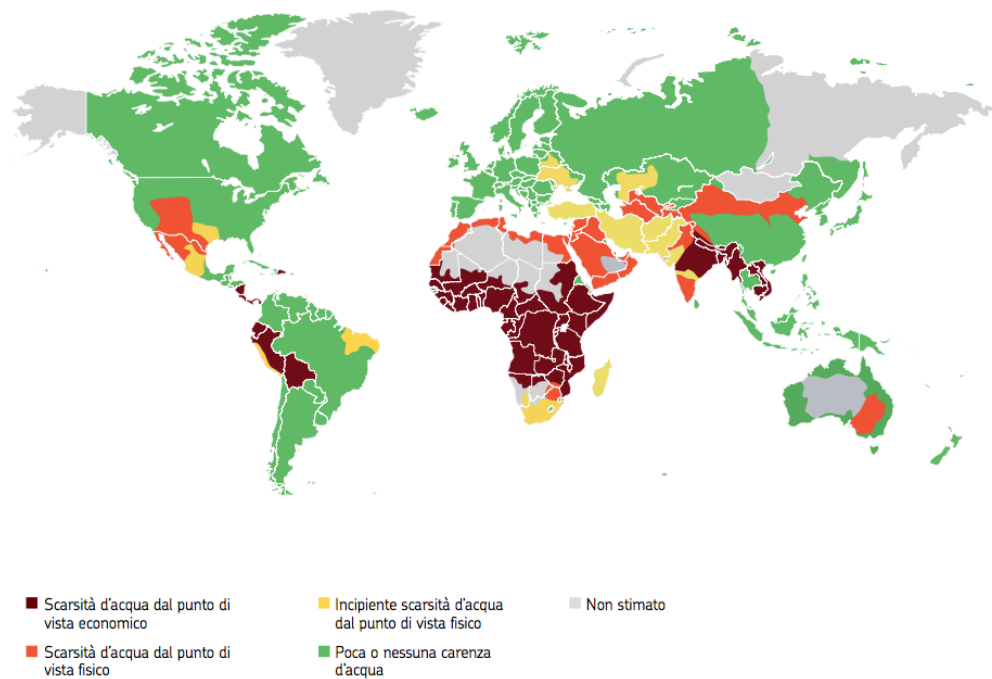 Scarsità d'acqua dal punto di
vista economico
Scarsità d'acqua dal punto di
vista fisico
Incipiente scarsità d'acqua
dal punto di vista fisico
Poca o nessuna carenza
d'acqua
Non stimato